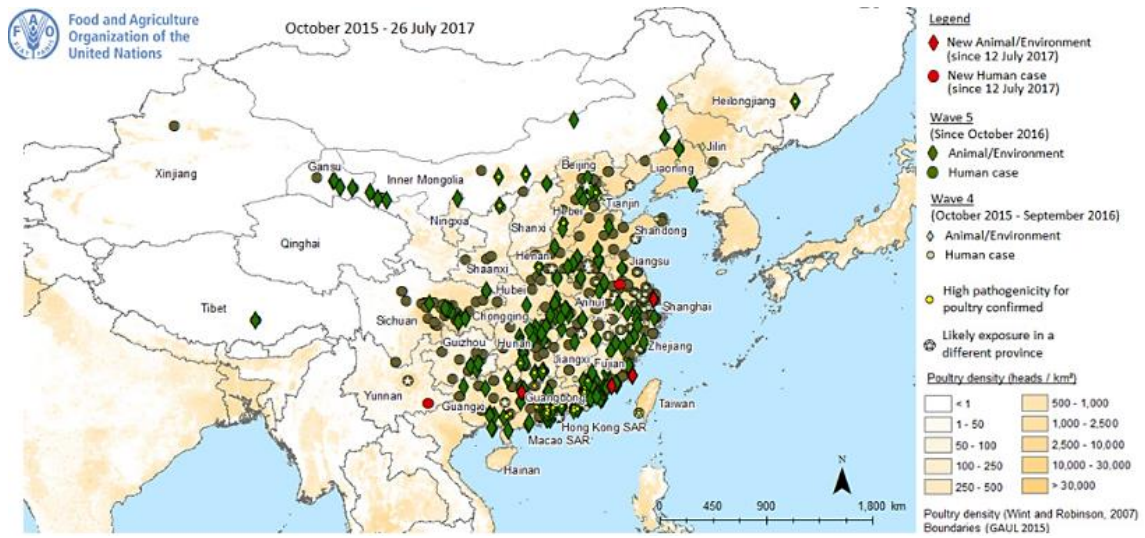 Food and Agriculture
Organization of the
United Nations
FAO
FIAT PANIS
October 2015 - 26 July 2017
Heilongjiang
Jilin
Liaoning
Xinjiang
Gansu
Inner Mongolia
Beijing
Tianjin
Hebei
Ningxia
Shanxi
Shandong
Qinghai
Henan
Jiangsu
Shaanxi
Hubei
Anhui
Shanghai
Tibet
Sichuan
Chongqing
Zhejiang
Guizhou
Hunan
Jiangxi
Fujian
Yunnan
Guangxi
Guangdong
Taiwan
Hong Kong SAR
Macao SAR
Hainan
N
0 450 900 1,800 km
Legend
New Animal/Environment
(since 12 July 2017)
New Human case
(since 12 July 2017)
Wave 5
(Since October 2016)
Animal/Environment
Human case
Wave 4
(October 2015 - September 2016)
Animal/Environment
Human case
High pathogenicity for
poultry confirmed
Likely exposure in a
different province
Poultry density (heads / km²)
< 1
1 - 50
50 - 100
100 - 250
250 - 500
500 - 1,000
1,000 - 2,500
2,500 - 10,000
10,000 - 30,000
> 30,000
Poultry density (Wint and Robinson, 2007)
Boundaries (GAUL 2015)